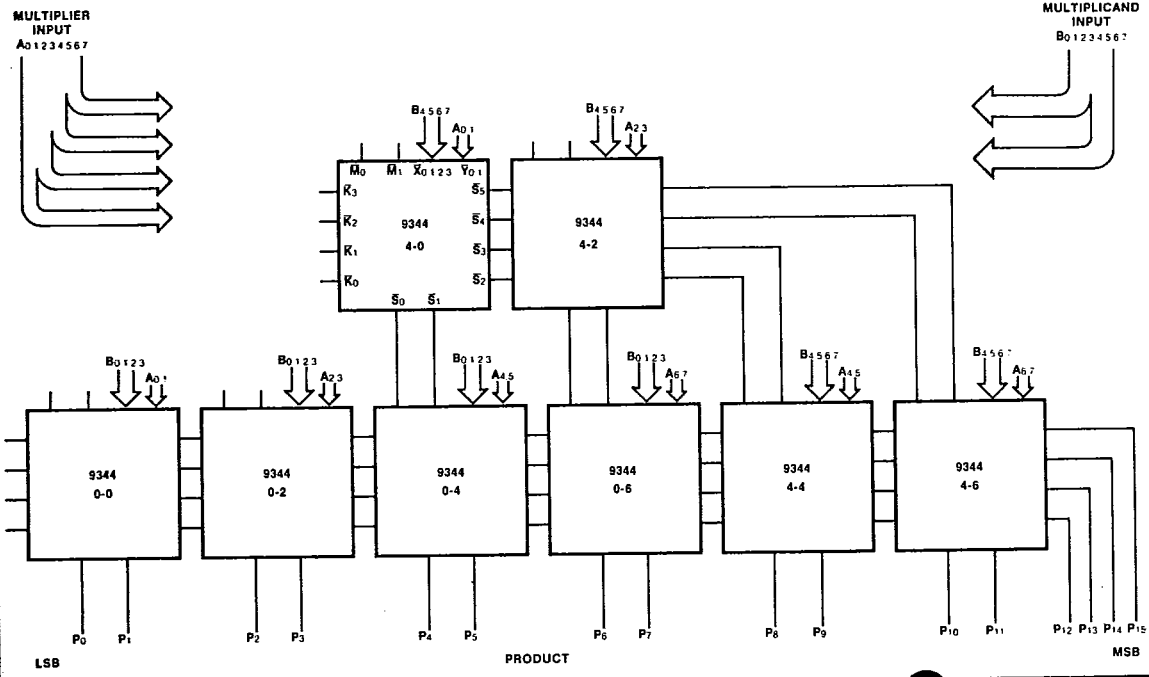 MULTIPLIER
INPUT
A0 1 2 3 4 5 6 7
MULTIPLICAND
INPUT
B0 1 2 3 4 5 6 7
B4 5 6 7
A0 1
B4 5 6 7
A2 3
M̅0 M̅1 X̅0 1 2 3 Y̅0 1
K̅3
K̅2
K̅1
K̅0
9344
4-0
S̅5
S̅4
S̅3
S̅2
S̅0 S̅1
9344
4-2
B0 1 2 3
A0 1
B0 1 2 3
A2 3
B0 1 2 3
A4 5
B0 1 2 3
A6 7
B4 5 6 7
A4 5
B4 5 6 7
A6 7
9344
0-0
9344
0-2
9344
0-4
9344
0-6
9344
4-4
9344
4-6
P0 P1 P2 P3 P4 P5 P6 P7 P8 P9 P10 P11 P12 P13 P14 P15
LSB PRODUCT MSB